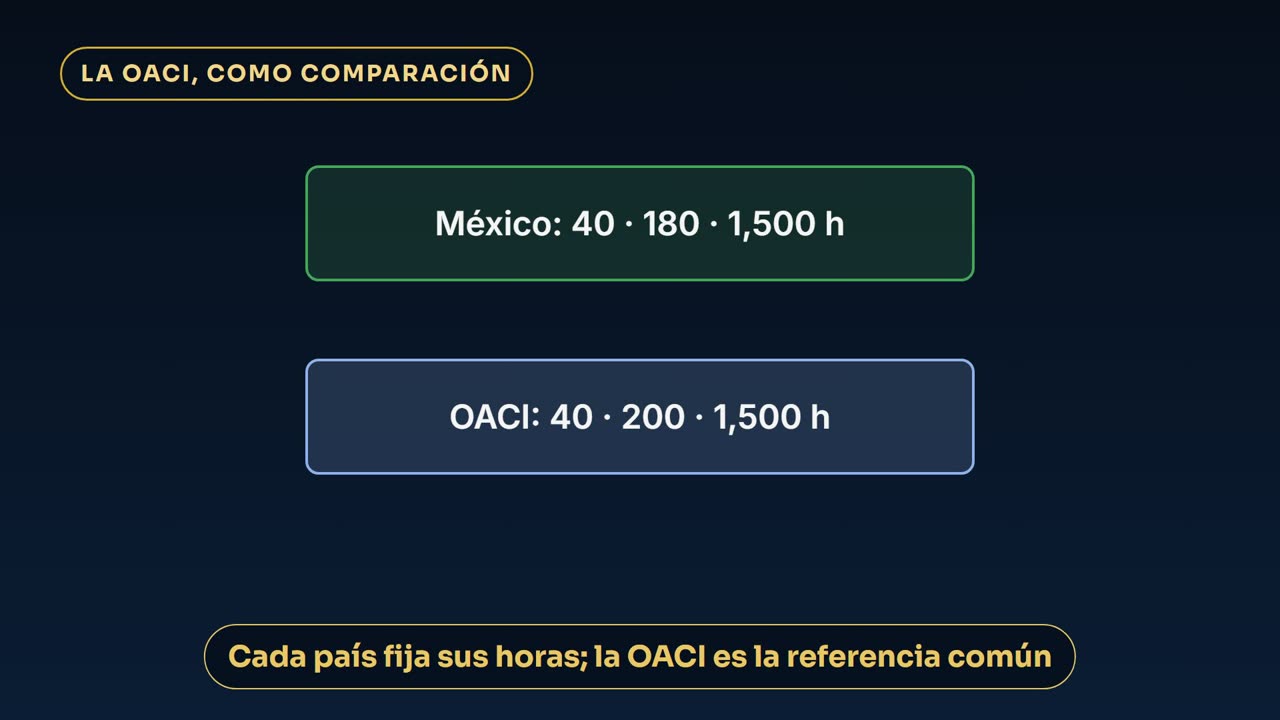 LA OACI, COMO COMPARACIÓN
México: 40 · 180 · 1,500 h
OACI: 40 · 200 · 1,500 h
Cada país fija sus horas; la OACI es la referencia común